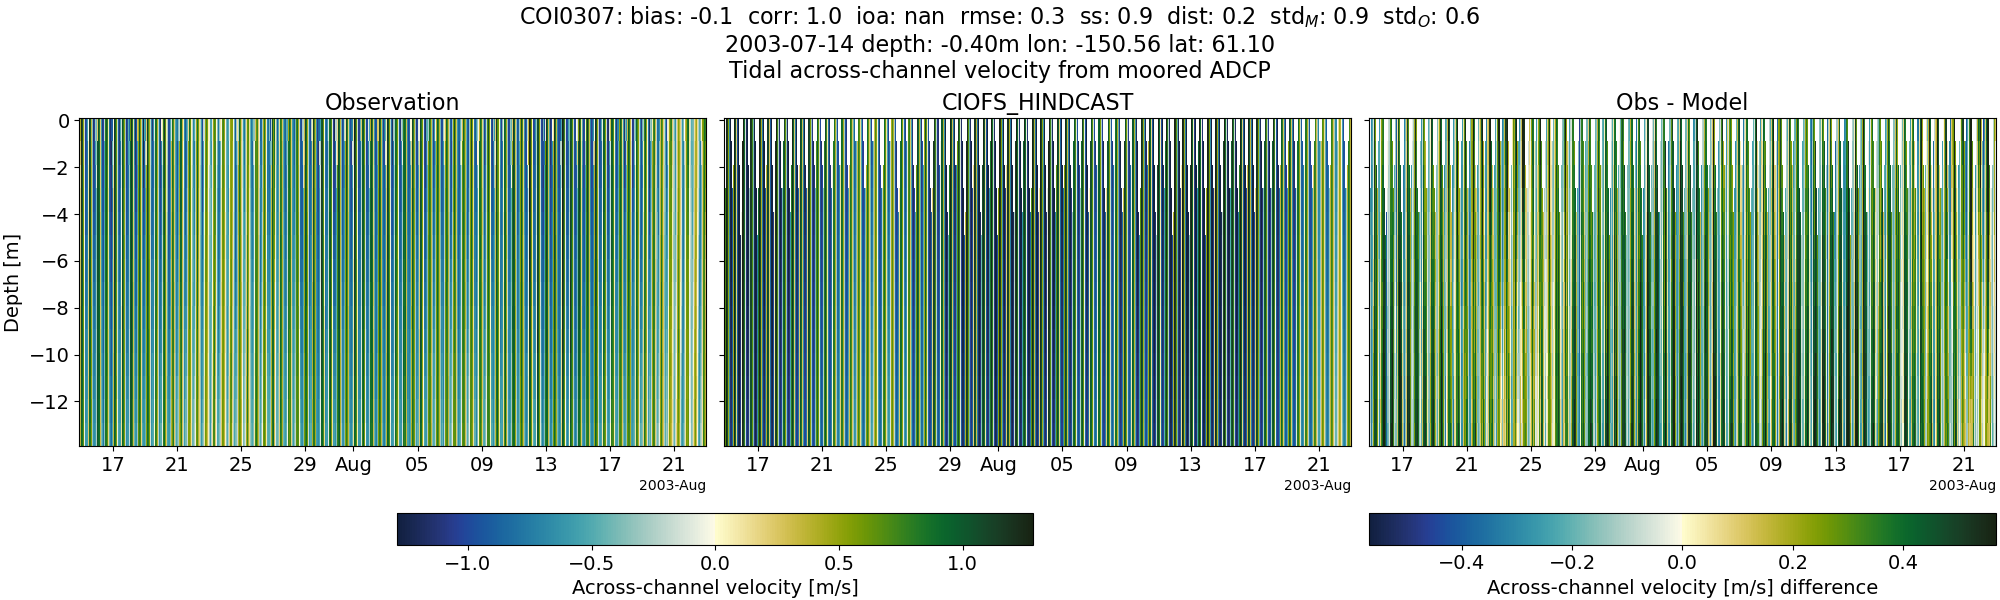 COI0307: bias: -0.1  corr: 1.0  ioa: nan  rmse: 0.3  ss: 0.9  dist: 0.2  std_M: 0.9  std_O: 0.6
2003-07-14 depth: -0.40m lon: -150.56 lat: 61.10
Tidal across-channel velocity from moored ADCP
Observation
CIOFS_HINDCAST
Obs - Model
Depth [m]
0
−2
−4
−6
−8
−10
−12
17 21 25 29 Aug 05 09 13 17 21
2003-Aug
17 21 25 29 Aug 05 09 13 17 21
2003-Aug
17 21 25 29 Aug 05 09 13 17 21
2003-Aug
−1.0 −0.5 0.0 0.5 1.0
Across-channel velocity [m/s]
−0.4 −0.2 0.0 0.2 0.4
Across-channel velocity [m/s] difference